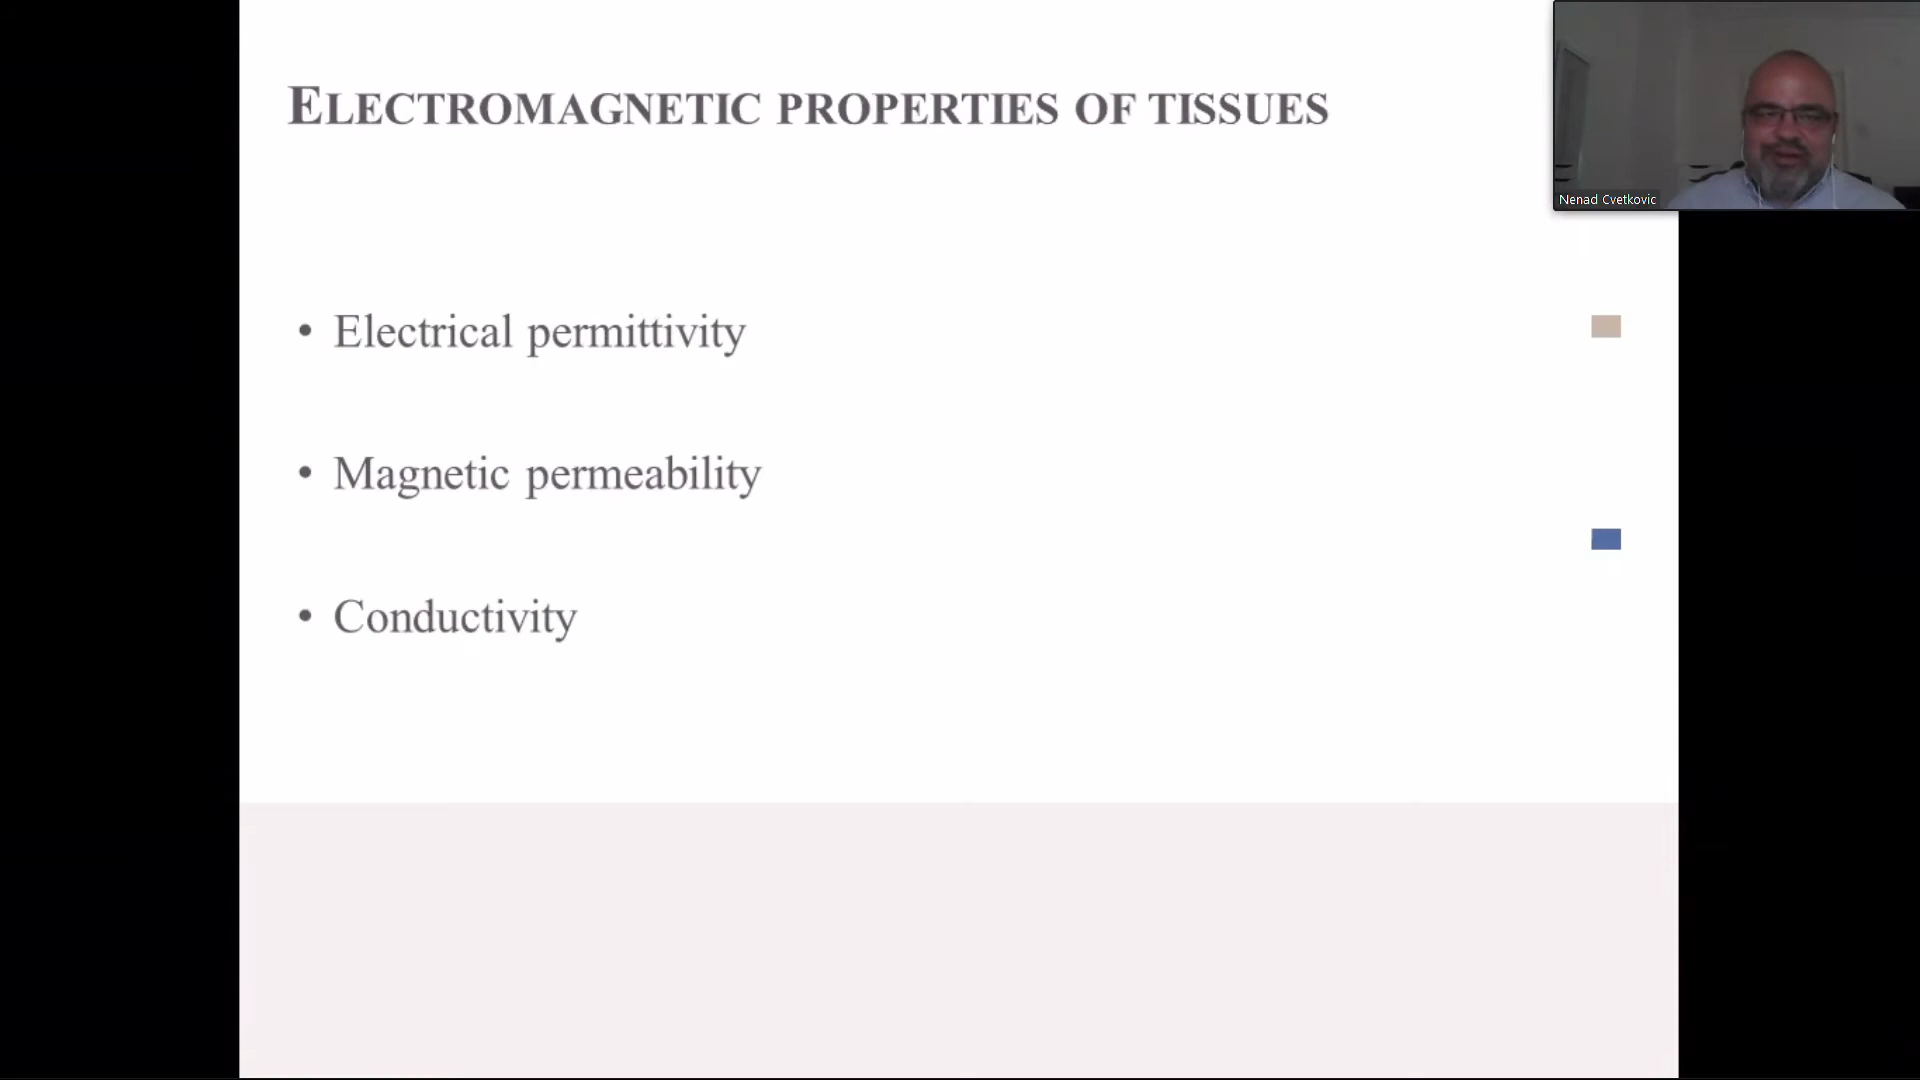 ELECTROMAGNETIC PROPERTIES OF TISSUES
Nenad Cvetkovic
• Electrical permittivity
• Magnetic permeability
• Conductivity